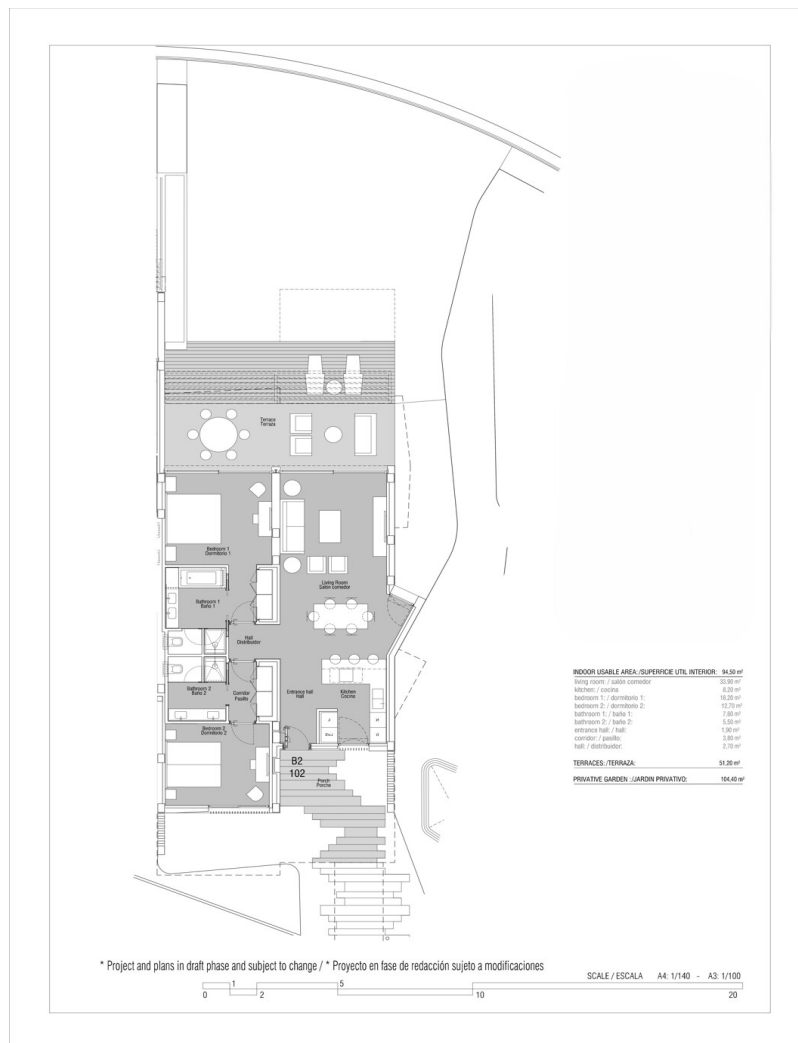 Terrace
Terraza
Bedroom 1
Dormitorio 1
Living Room
Salón comedor
Bathroom 1
Baño 1
Hall
Distribuidor
Bathroom 2
Baño 2
Corridor
Pasillo
Entrance hall
Hall
Kitchen
Cocina
Bedroom 2
Dormitorio 2
B2
102
Porch
Porche
INDOOR USABLE AREA:/SUPERFICIE UTIL INTERIOR: 94,50 m²
living room: / salón comedor 33,90 m²
kitchen: / cocina 8,20 m²
bedroom 1: / dormitorio 1: 18,20 m²
bedroom 2: / dormitorio 2: 12,70 m²
bathroom 1: / baño 1: 7,60 m²
bathroom 2: / baño 2: 5,50 m²
entrance hall: / hall: 1,90 m²
corridor: / pasillo: 3,80 m²
hall: / distribuidor: 2,70 m²
TERRACES:/TERRAZA: 51,20 m²
PRIVATIVE GARDEN :/JARDIN PRIVATIVO: 104,40 m²
* Project and plans in draft phase and subject to change / * Proyecto en fase de redacción sujeto a modificaciones
SCALE / ESCALA A4: 1/140 - A3: 1/100
0 1 2 5 10 20